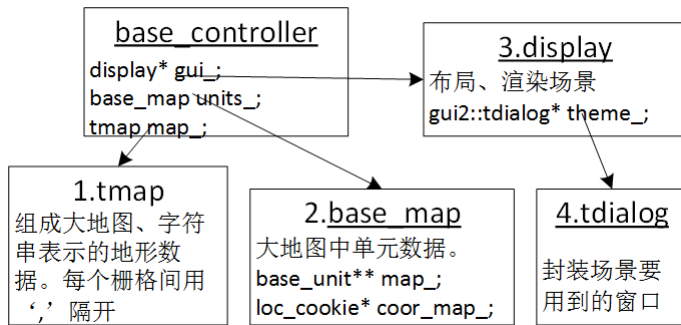 base_controller
display* gui_;
base_map units_;
tmap map_;
3.display
布局、渲染场景
gui2::tdialog* theme_;
1.tmap
组成大地图、字符
串表示的地形数
据。每个栅格间用
‘,’隔开
2.base_map
大地图中单元数据。
base_unit** map_;
loc_cookie* coor_map_;
4.tdialog
封装场景要
用到的窗口